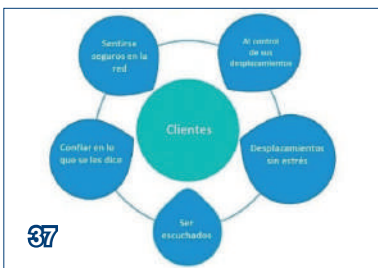 Sentirse
seguros en la
red
Al control
de sus
desplazamientos
Clientes
Confiar en lo
que se les dice
Desplazamientos
sin estrés
Ser
escuchados
37